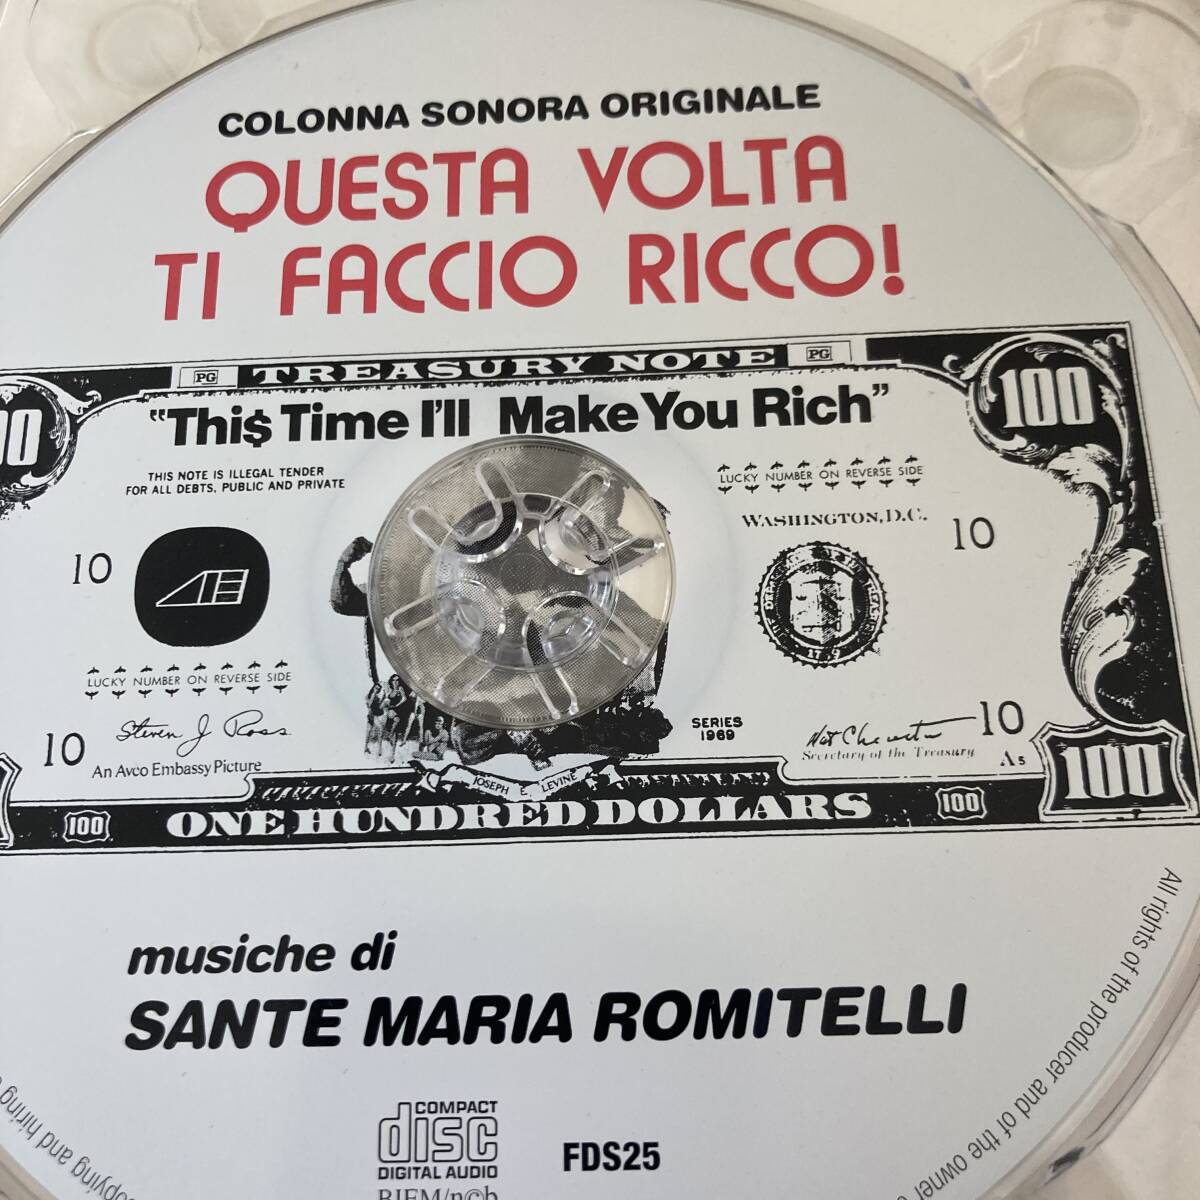 COLONNA SONORA ORIGINALE
QUESTA VOLTA
TI FACCIO RICCO!
PG TREASURY NOTE PG
100
"Thi$ Time I'll Make You Rich"
THIS NOTE IS ILLEGAL TENDER
FOR ALL DEBTS, PUBLIC AND PRIVATE
LUCKY NUMBER ON REVERSE SIDE
WASHINGTON, D.C.
10
10
LUCKY NUMBER ON REVERSE SIDE
Steven J Ross
10
An Avco Embassy Picture
SERIES
1969
10
Secretary of the Treasury
A5
JOSEPH E. LEVINE
100
100
ONE HUNDRED DOLLARS
100
musiche di
SANTE MARIA ROMITELLI
COMPACT
disc
DIGITAL AUDIO
FDS25
BIEM/n©b
All rights of the producer and of the owner
copying and hiring